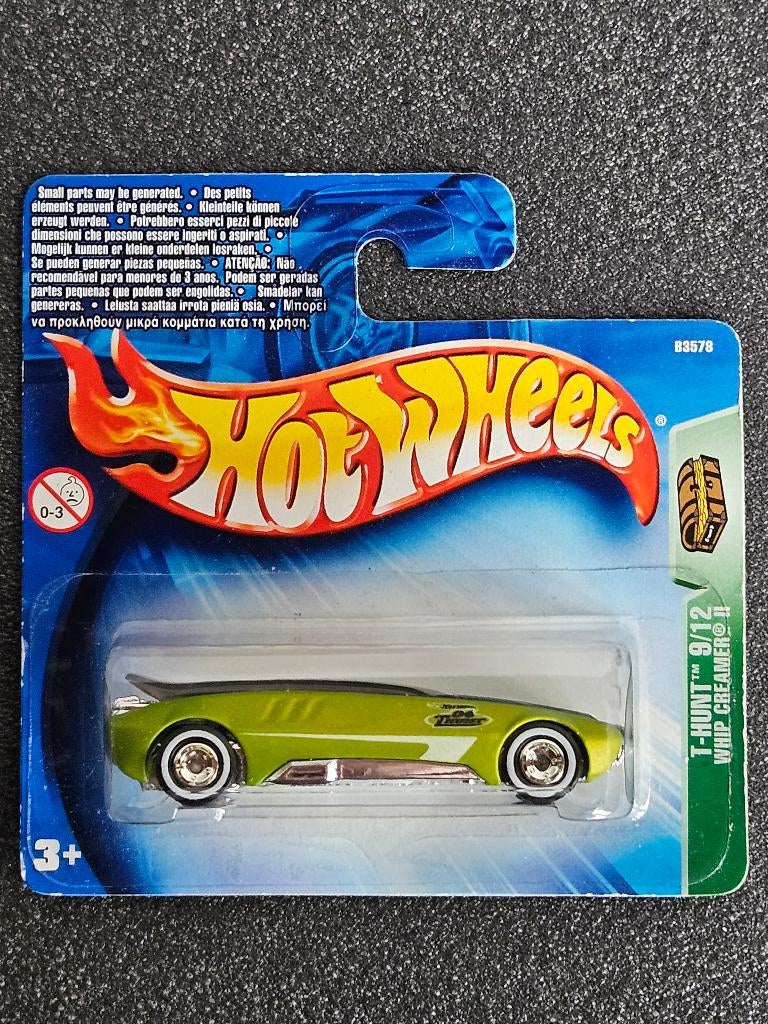 Small parts may be generated. • Des petits
éléments peuvent être générés. • Kleinteile können
erzeugt werden. • Potrebbero esserci pezzi di piccole
dimensioni che possono essere ingeriti o aspirati. •
Mogelijk kunnen er kleine onderdelen losraken. •
Se pueden generar piezas pequeñas. • ATENÇÃO: Não
recomendável para menores de 3 anos. Podem ser geradas
partes pequenas que podem ser engolidas. • Smådelar kan
genereras. • Lelusta saattaa irrota pieniä osia. • Μπορεί
να προκληθούν μικρά κομμάτια κατά τη χρήση.
B3578
HOT WHEELS ®
0-3
T-HUNT™ 9/12
WHIP CREAMER® II
04
3+